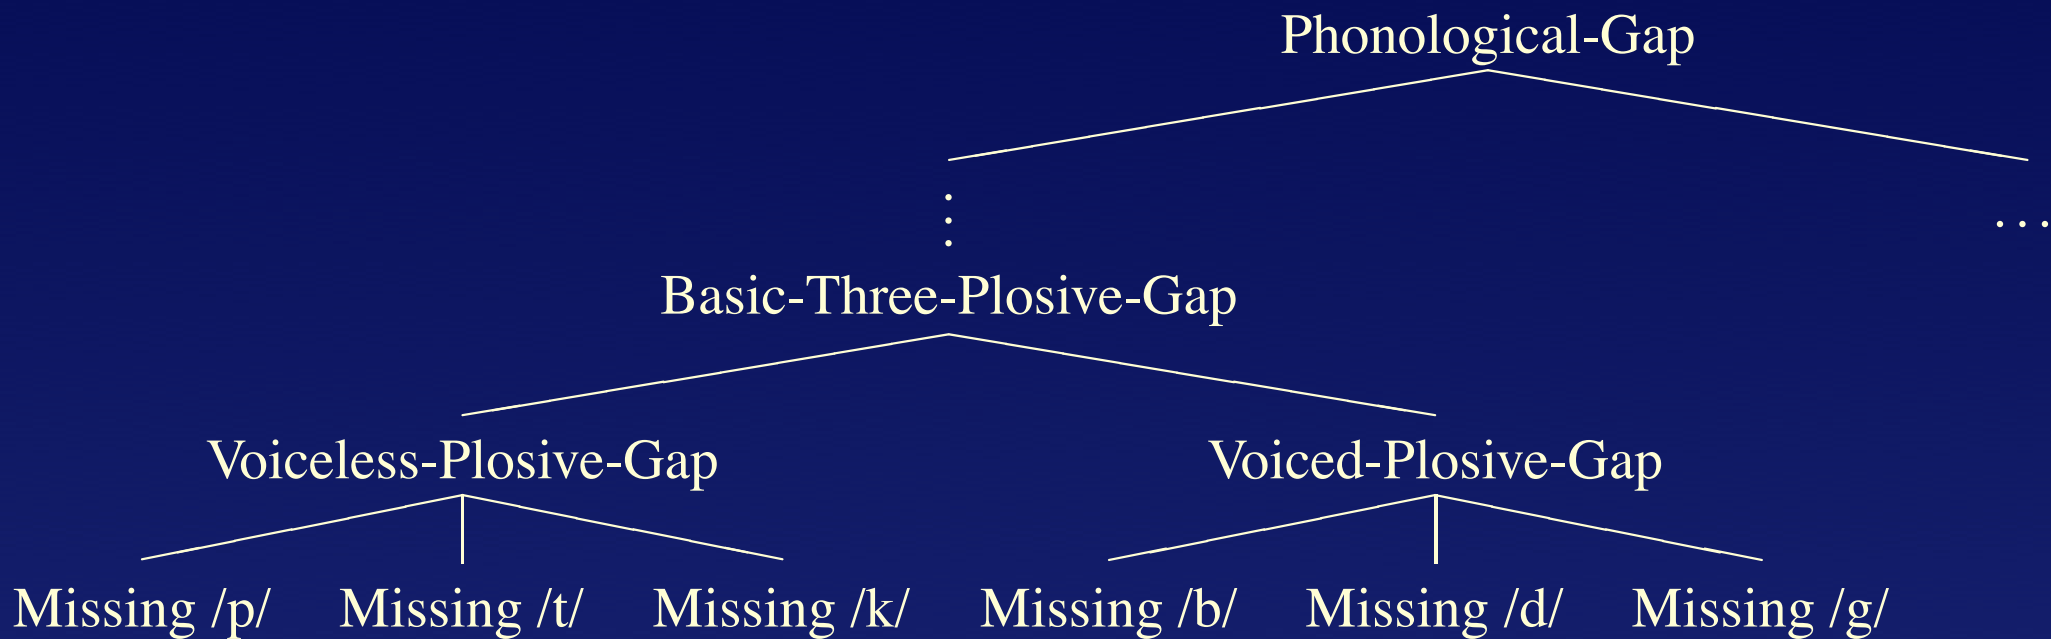 Phonological-Gap
⋮
...
Basic-Three-Plosive-Gap
Voiceless-Plosive-Gap Voiced-Plosive-Gap
Missing /p/ Missing /t/ Missing /k/ Missing /b/ Missing /d/ Missing /g/